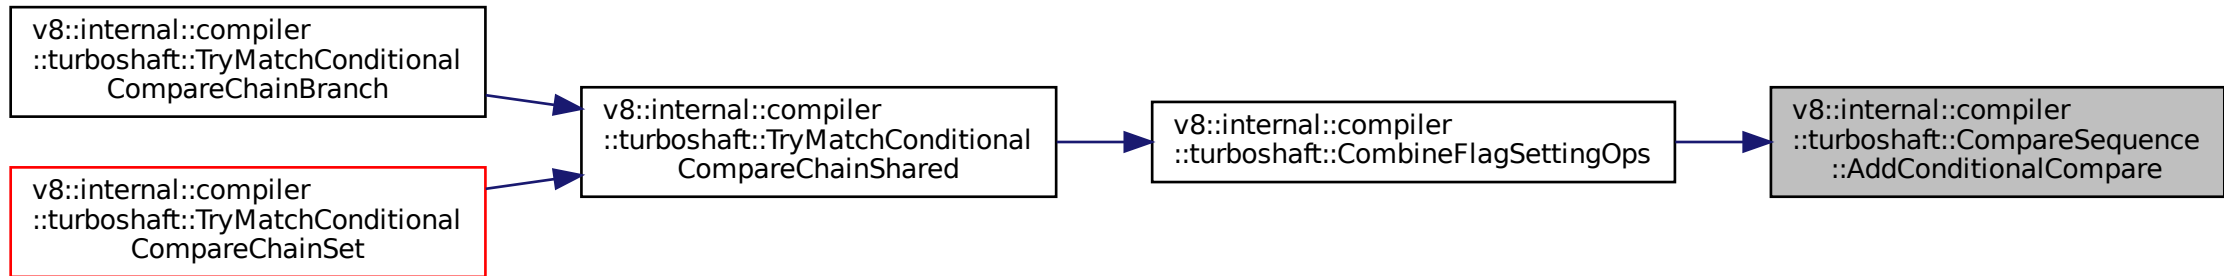 v8::internal::compiler
::turboshaft::TryMatchConditional
CompareChainBranch
v8::internal::compiler
::turboshaft::TryMatchConditional
CompareChainSet
v8::internal::compiler
::turboshaft::TryMatchConditional
CompareChainShared
v8::internal::compiler
::turboshaft::CombineFlagSettingOps
v8::internal::compiler
::turboshaft::CompareSequence
::AddConditionalCompare